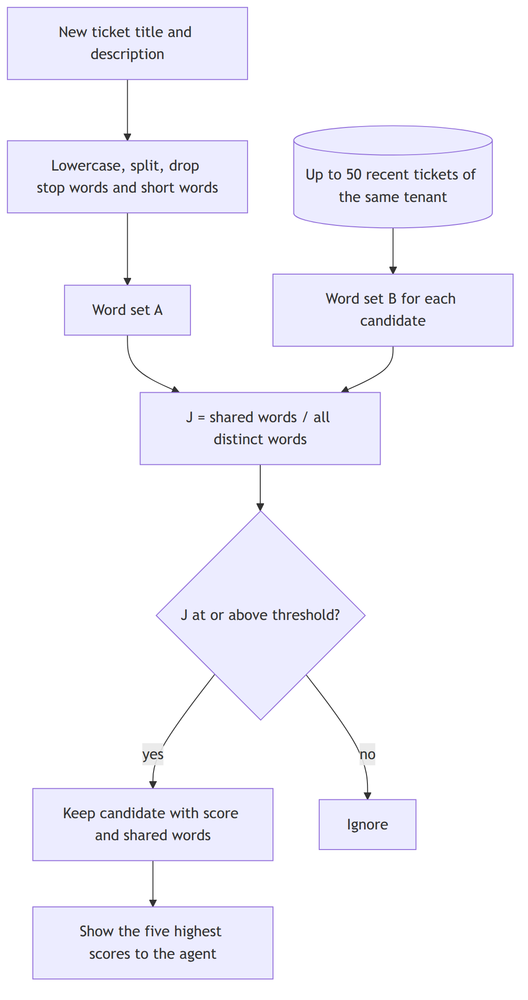 New ticket title and
description
Lowercase, split, drop
stop words and short words
Up to 50 recent tickets of
the same tenant
Word set A
Word set B for each
candidate
J = shared words / all
distinct words
J at or above threshold?
yes
no
Keep candidate with score
and shared words
Ignore
Show the five highest
scores to the agent